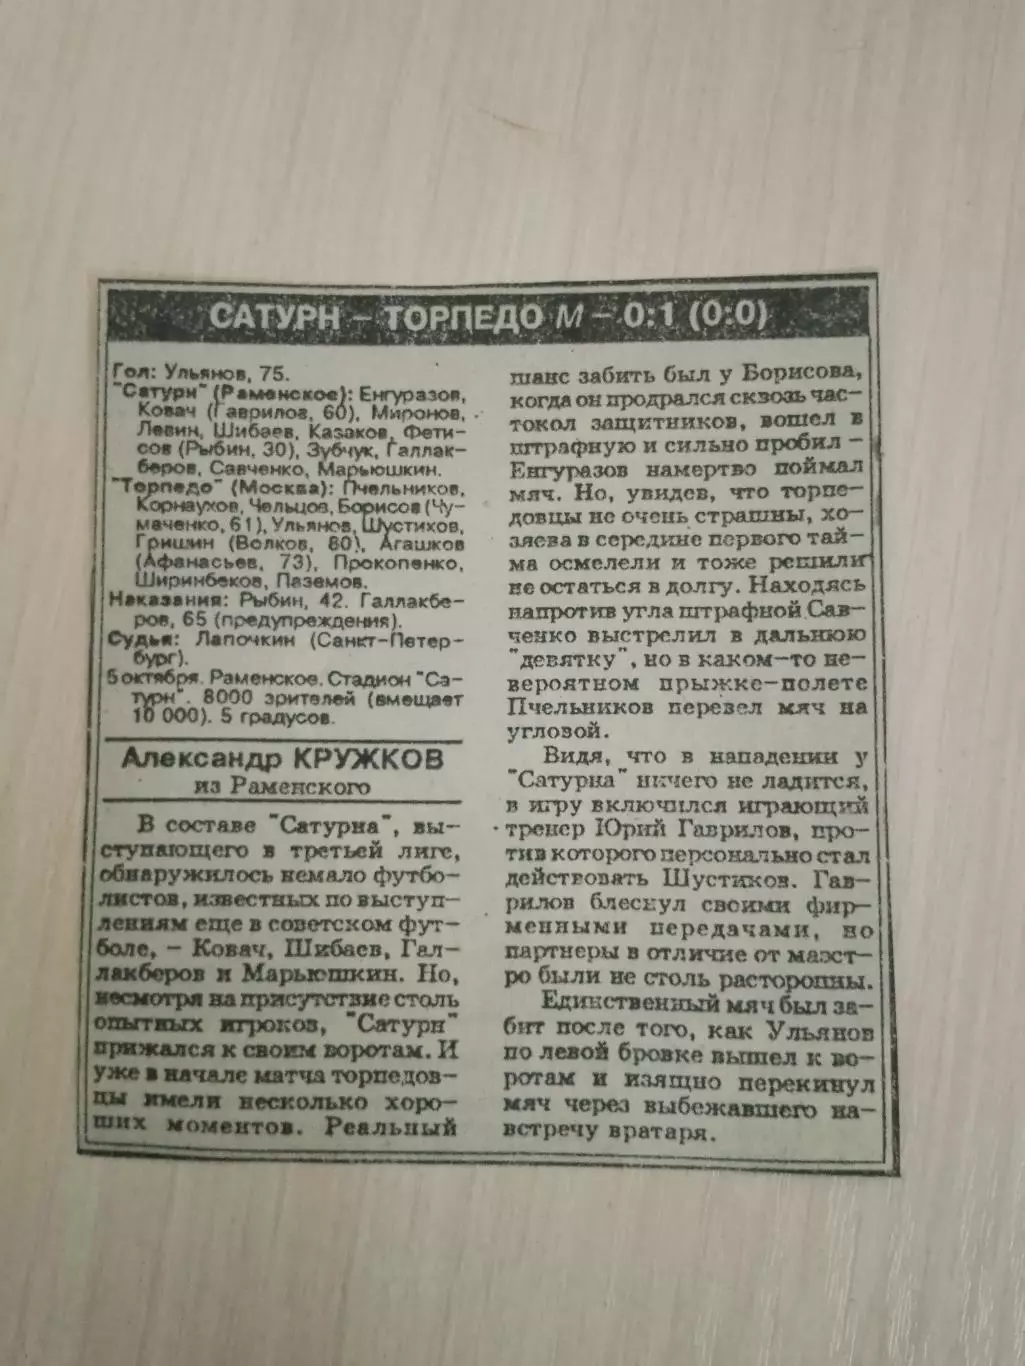 САТУРН – ТОРПЕДО М – 0:1 (0:0)
Гол: Ульянов, 75.
"Сатурн" (Раменское): Енгуразов,
Ковач (Гаврилов, 60), Миронов,
Левин, Шибаев, Казаков, Фети-
сов (Рыбин, 30), Зубчук, Галлак-
беров, Савченко, Марьюшкин.
"Торпедо" (Москва): Пчельников,
Корнаухов, Чельцов, Борисов (Чу-
маченко, 61), Ульянов, Шустихов,
Гришин (Волков, 80), Агашков
(Афанасьев, 73), Прокопенко,
Ширинбеков, Паземов.
Наказания: Рыбин, 42. Галлакбе-
ров, 65 (предупреждения).
Судья: Лапочкин (Санкт-Петер-
бург).
5 октября. Раменское. Стадион "Са-
турн". 8000 зрителей (вмещает
10 000). 5 градусов.
Александр КРУЖКОВ
из Раменского
В составе "Сатурна", вы-
ступающего в третьей лиге,
обнаружилось немало футбо-
листов, известных по выступ-
лениям еще в советском фут-
боле, – Ковач, Шибаев, Гал-
лакберов и Марьюшкин. Но,
несмотря на присутствие столь
опытных игроков, "Сатурн"
прижался к своим воротам. И
уже в начале матча торпедов-
цы имели несколько хоро-
ших моментов. Реальный
шанс забить был у Борисова,
когда он продрался сквозь час-
токол защитников, вошел в
штрафную и сильно пробил –
Енгуразов намертво поймал
мяч. Но, увидев, что торпе-
довцы не очень страшны, хо-
зяева в середине первого тай-
ма осмелели и тоже решили
не остаться в долгу. Находясь
напротив угла штрафной Сав-
ченко выстрелил в дальнюю
"девятку", но в каком-то не-
вероятном прыжке-полете
Пчельников перевел мяч на
угловой.
Видя, что в нападении у
"Сатурна" ничего не ладится,
в игру включился играющий
тренер Юрий Гаврилов, про-
тив которого персонально стал
действовать Шустиков. Гав-
рилов блеснул своими фир-
менными передачами, но
партнеры в отличие от маэст-
ро были не столь расторопны.
Единственный мяч был за-
бит после того, как Ульянов
по левой бровке вышел к во-
ротам и изящно перекинул
мяч через выбежавшего на-
встречу вратаря.